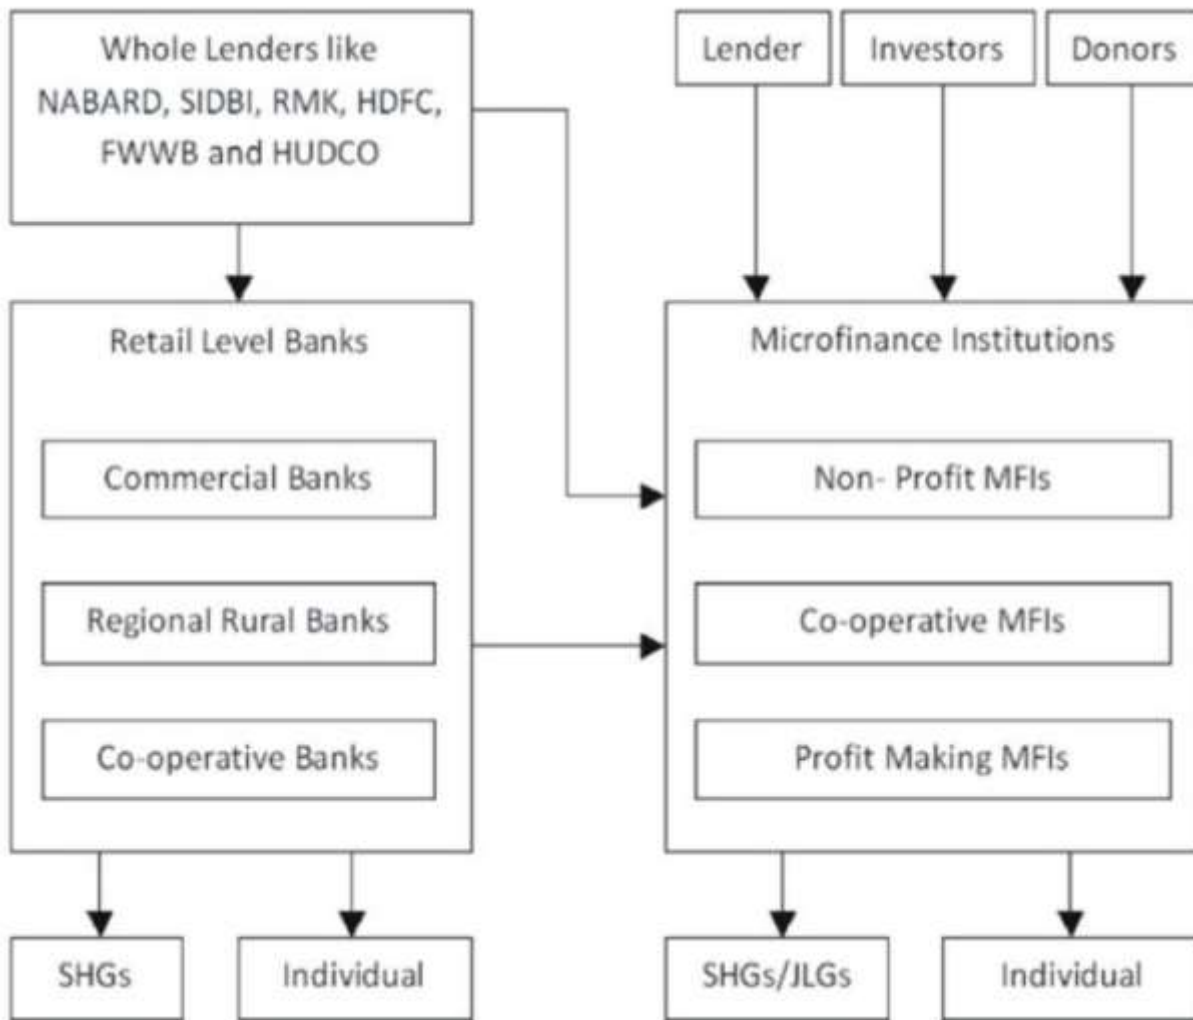 Whole Lenders like
NABARD, SIDBI, RMK, HDFC,
FWWB and HUDCO
Lender
Investors
Donors
Retail Level Banks
Commercial Banks
Regional Rural Banks
Co-operative Banks
Microfinance Institutions
Non- Profit MFIs
Co-operative MFIs
Profit Making MFIs
SHGs
Individual
SHGs/JLGs
Individual